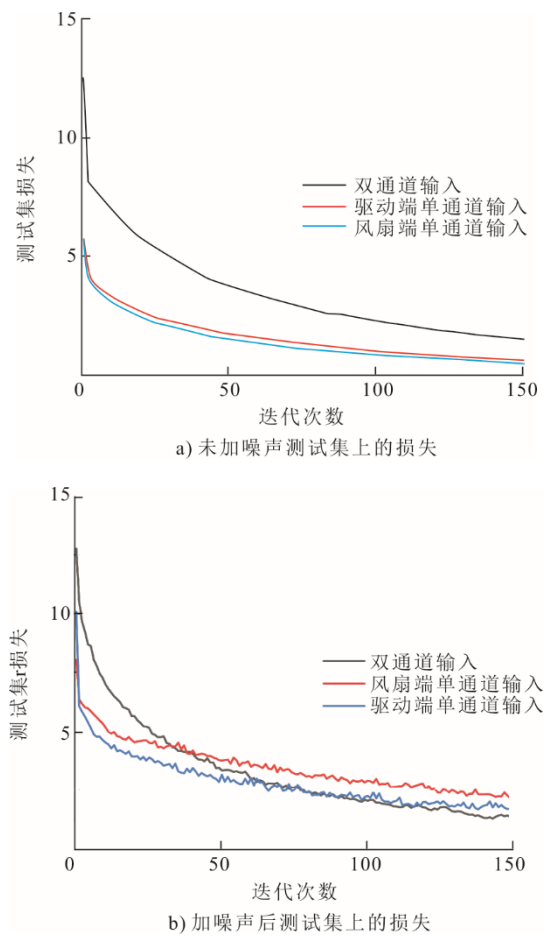 15
10
5
0
50
100
150
测试集损失
双通道输入
驱动端单通道输入
风扇端单通道输入
迭代次数
a) 未加噪声测试集上的损失
15
10
5
0
0
50
100
150
测试集r损失
双通道输入
风扇端单通道输入
驱动端单通道输入
迭代次数
b) 加噪声后测试集上的损失